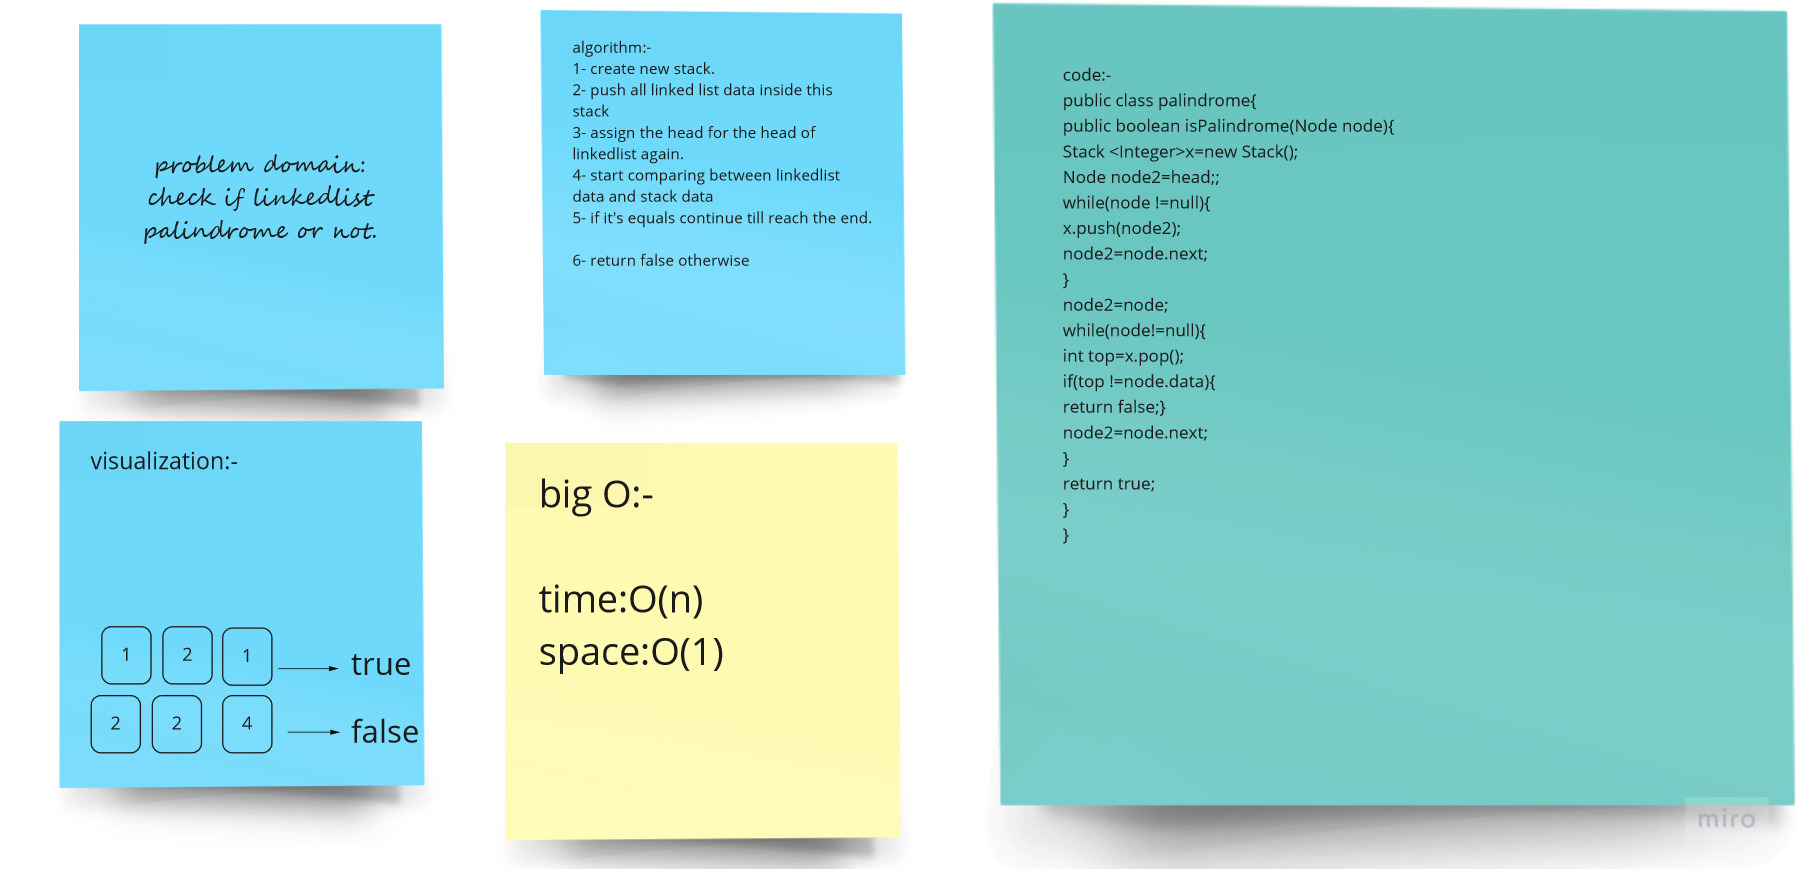 problem domain:
check if linkedlist
palindrome or not.
algorithm:-
1- create new stack.
2- push all linked list data inside this
stack
3- assign the head for the head of
linkedlist again.
4- start comparing between linkedlist
data and stack data
5- if it's equals continue till reach the end.
6- return false otherwise
code:-
public class palindrome{
public boolean isPalindrome(Node node){
Stack <Integer>x=new Stack();
Node node2=head;;
while(node !=null){
x.push(node2);
node2=node.next;
}
node2=node;
while(node!=null){
int top=x.pop();
if(top !=node.data){
return false;}
node2=node.next;
}
return true;
}
}
visualization:-
1 2 1 true
2 2 4 false
big O:-
time:O(n)
space:O(1)
miro